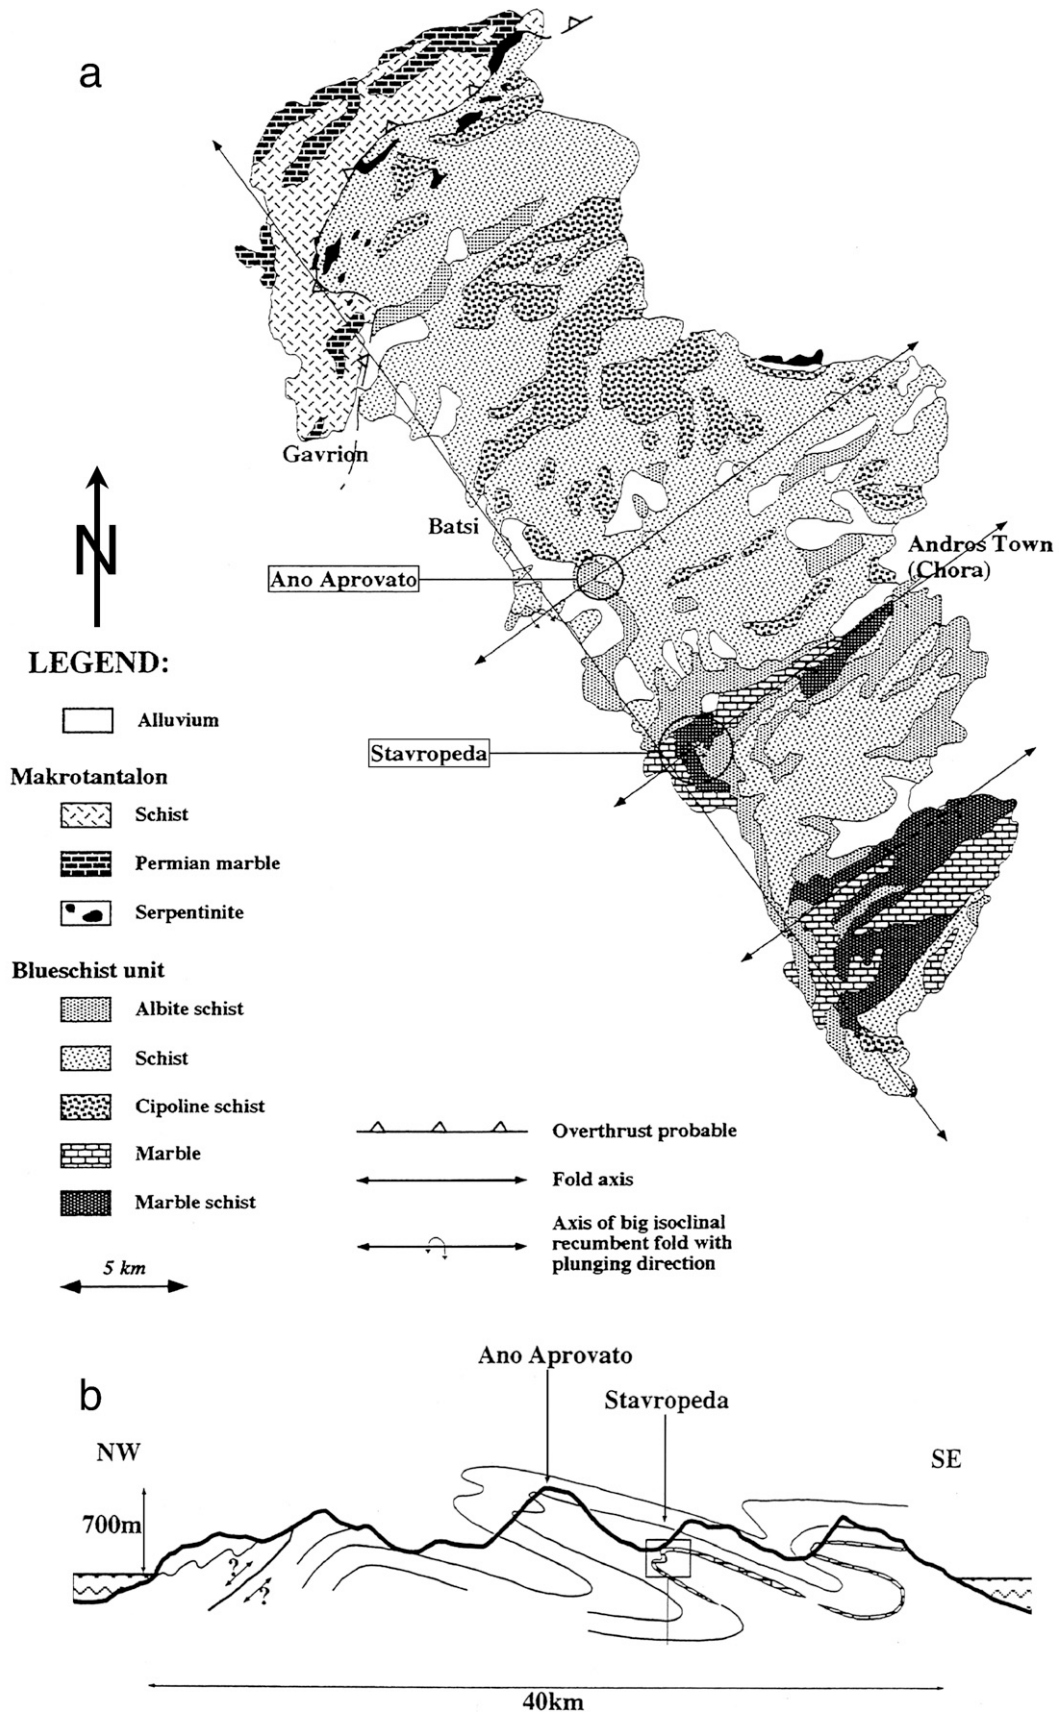 a
Gavrion
N
Batsi
Andros Town
(Chora)
Ano Aprovato
LEGEND:
Alluvium
Stavropeda
Makrotantalon
Schist
Permian marble
Serpentinite
Blueschist unit
Albite schist
Schist
Cipoline schist
Marble
Marble schist
5 km
Overthrust probable
Fold axis
Axis of big isoclinal
recumbent fold with
plunging direction
b
Ano Aprovato
Stavropeda
NW
SE
700m
?
?
40km